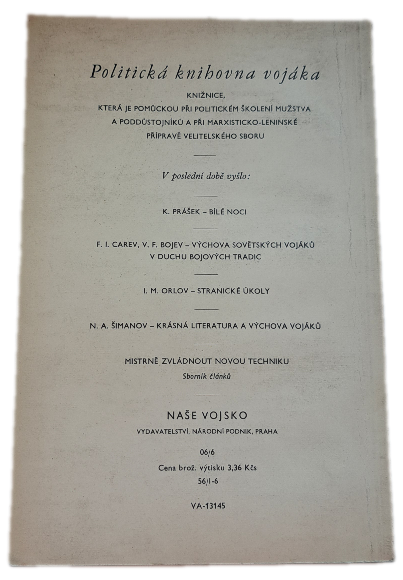 Politická knihovna vojáka
KNIŽNICE,
KTERÁ JE POMŮCKOU PŘI POLITICKÉM ŠKOLENÍ MUŽSTVA
A PODDŮSTOJNÍKŮ A PŘI MARXISTICKO-LENINSKÉ
PŘÍPRAVĚ VELITELSKÉHO SBORU
V poslední době vyšlo:
K. PRÁŠEK – BÍLÉ NOCI
F. I. CAREV, V. F. BOJEV – VÝCHOVA SOVĚTSKÝCH VOJÁKŮ
V DUCHU BOJOVÝCH TRADIC
I. M. ORLOV – STRANICKÉ ÚKOLY
N. A. ŠIMANOV – KRÁSNÁ LITERATURA A VÝCHOVA VOJÁKŮ
MISTRNĚ ZVLÁDNOUT NOVOU TECHNIKU
Sborník článků
NAŠE VOJSKO
VYDAVATELSTVÍ, NÁRODNÍ PODNIK, PRAHA
06/6
Cena brož. výtisku 3,36 Kčs
56/I-6
VA-13145